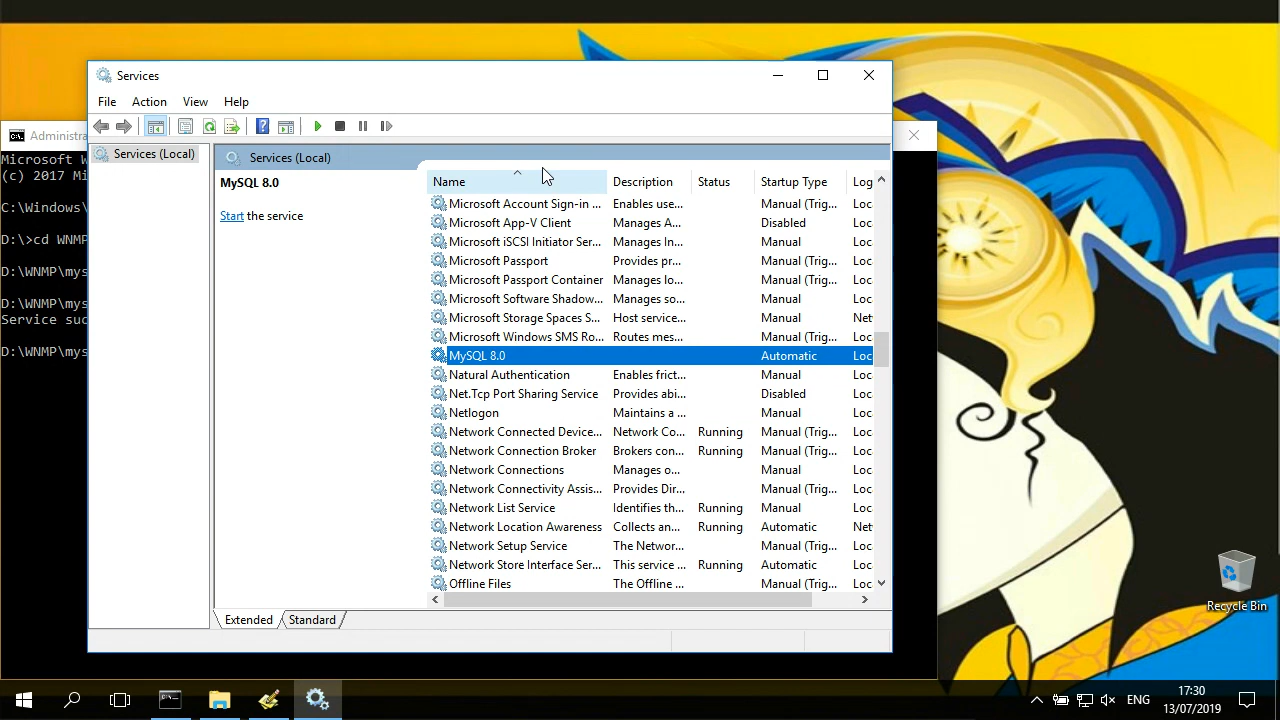 Services
File Action View Help
Administra
Microsoft W
(c) 2017 Mi
C:\Windows\
D:\>cd WNMP
D:\WNMP\mys
D:\WNMP\mys
Service suc
D:\WNMP\mys
Services (Local)
Services (Local)
MySQL 8.0
Start the service
Name Description Status Startup Type Log
Microsoft Account Sign-in ... Enables use... Manual (Trig... Loc
Microsoft App-V Client Manages A... Disabled Loc
Microsoft iSCSI Initiator Ser... Manages In... Manual Loc
Microsoft Passport Provides pr... Manual (Trig... Loc
Microsoft Passport Container Manages lo... Manual (Trig... Loc
Microsoft Software Shadow... Manages so... Manual Loc
Microsoft Storage Spaces S... Host service... Manual Net
Microsoft Windows SMS Ro... Routes mes... Manual (Trig... Loc
MySQL 8.0 Automatic Loc
Natural Authentication Enables frict... Manual Loc
Net.Tcp Port Sharing Service Provides abi... Disabled Loc
Netlogon Maintains a ... Manual Loc
Network Connected Device... Network Co... Running Manual (Trig... Loc
Network Connection Broker Brokers con... Running Manual (Trig... Loc
Network Connections Manages o... Manual Loc
Network Connectivity Assis... Provides Dir... Manual (Trig... Loc
Network List Service Identifies th... Running Manual Loc
Network Location Awareness Collects an... Running Automatic Net
Network Setup Service The Networ... Manual (Trig... Loc
Network Store Interface Ser... This service ... Running Automatic Loc
Offline Files The Offline ... Manual (Trig... Loc
Extended Standard
Recycle Bin
ENG
17:30
13/07/2019